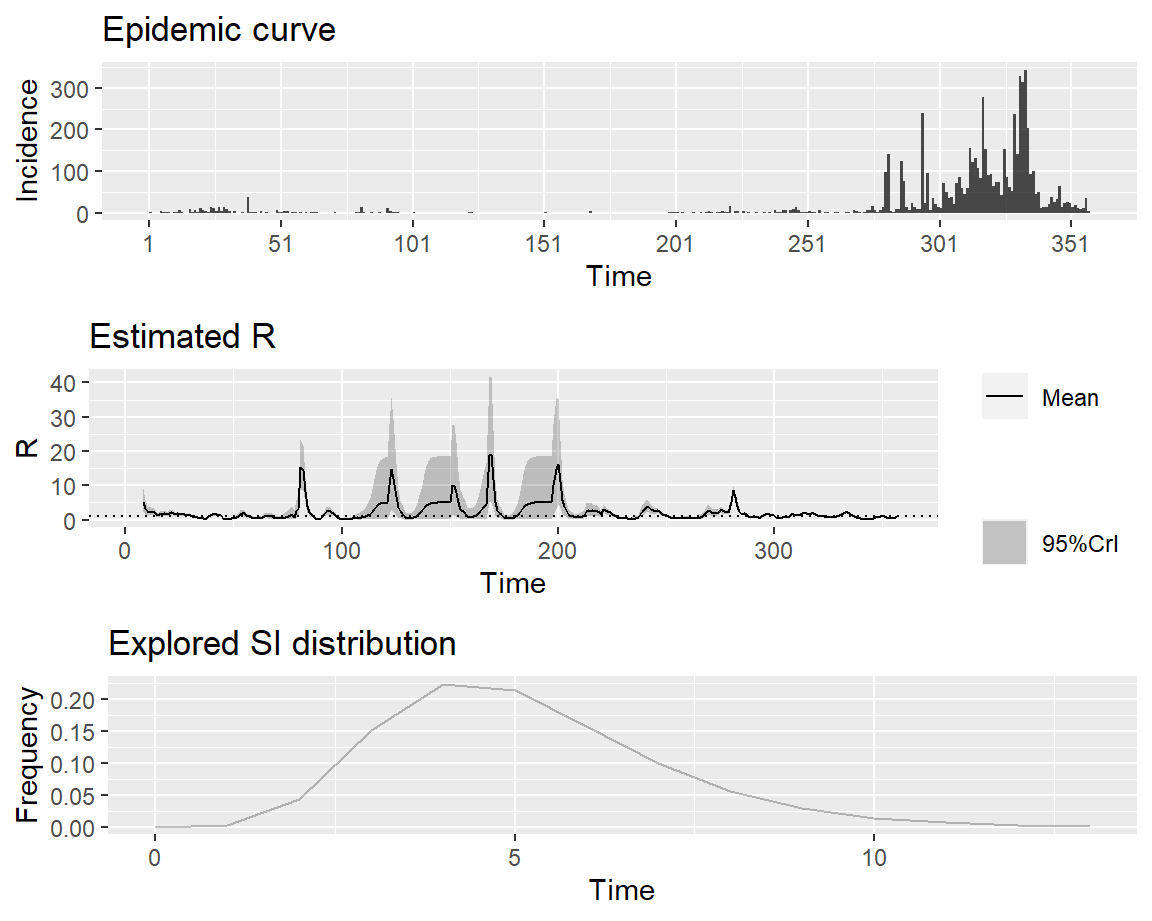 Epidemic curve
Incidence
300
200
100
0
1 51 101 151 201 251 301 351
Time
Estimated R
R
40
30
20
10
0
0 100 200 300
Time
Mean
95%CrI
Explored SI distribution
Frequency
0.20
0.15
0.10
0.05
0.00
0 5 10
Time